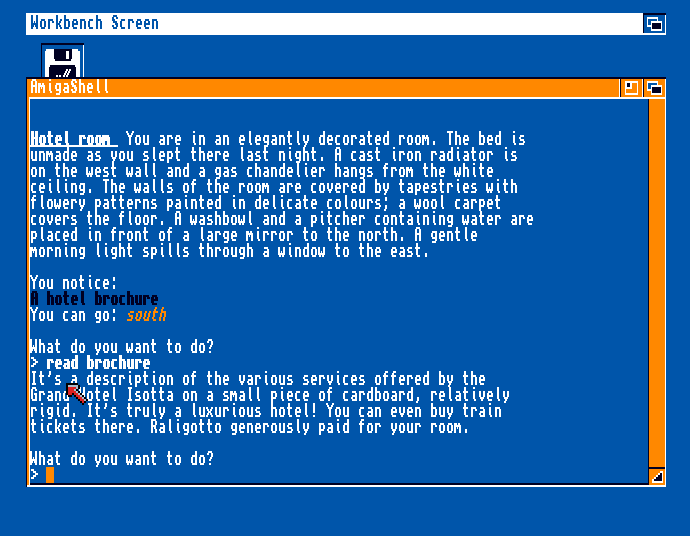 Workbench Screen
AmigaShell
Hotel room  You are in an elegantly decorated room. The bed is
unmade as you slept there last night. A cast iron radiator is
on the west wall and a gas chandelier hangs from the white
ceiling. The walls of the room are covered by tapestries with
flowery patterns painted in delicate colours; a wool carpet
covers the floor. A washbowl and a pitcher containing water are
placed in front of a large mirror to the north. A gentle
morning light spills through a window to the east.
You notice:
A hotel brochure
You can go: south
What do you want to do?
> read brochure
It's a description of the various services offered by the
Grand Hotel Isotta on a small piece of cardboard, relatively
rigid. It's truly a luxurious hotel! You can even buy train
tickets there. Raligotto generously paid for your room.
What do you want to do?
>